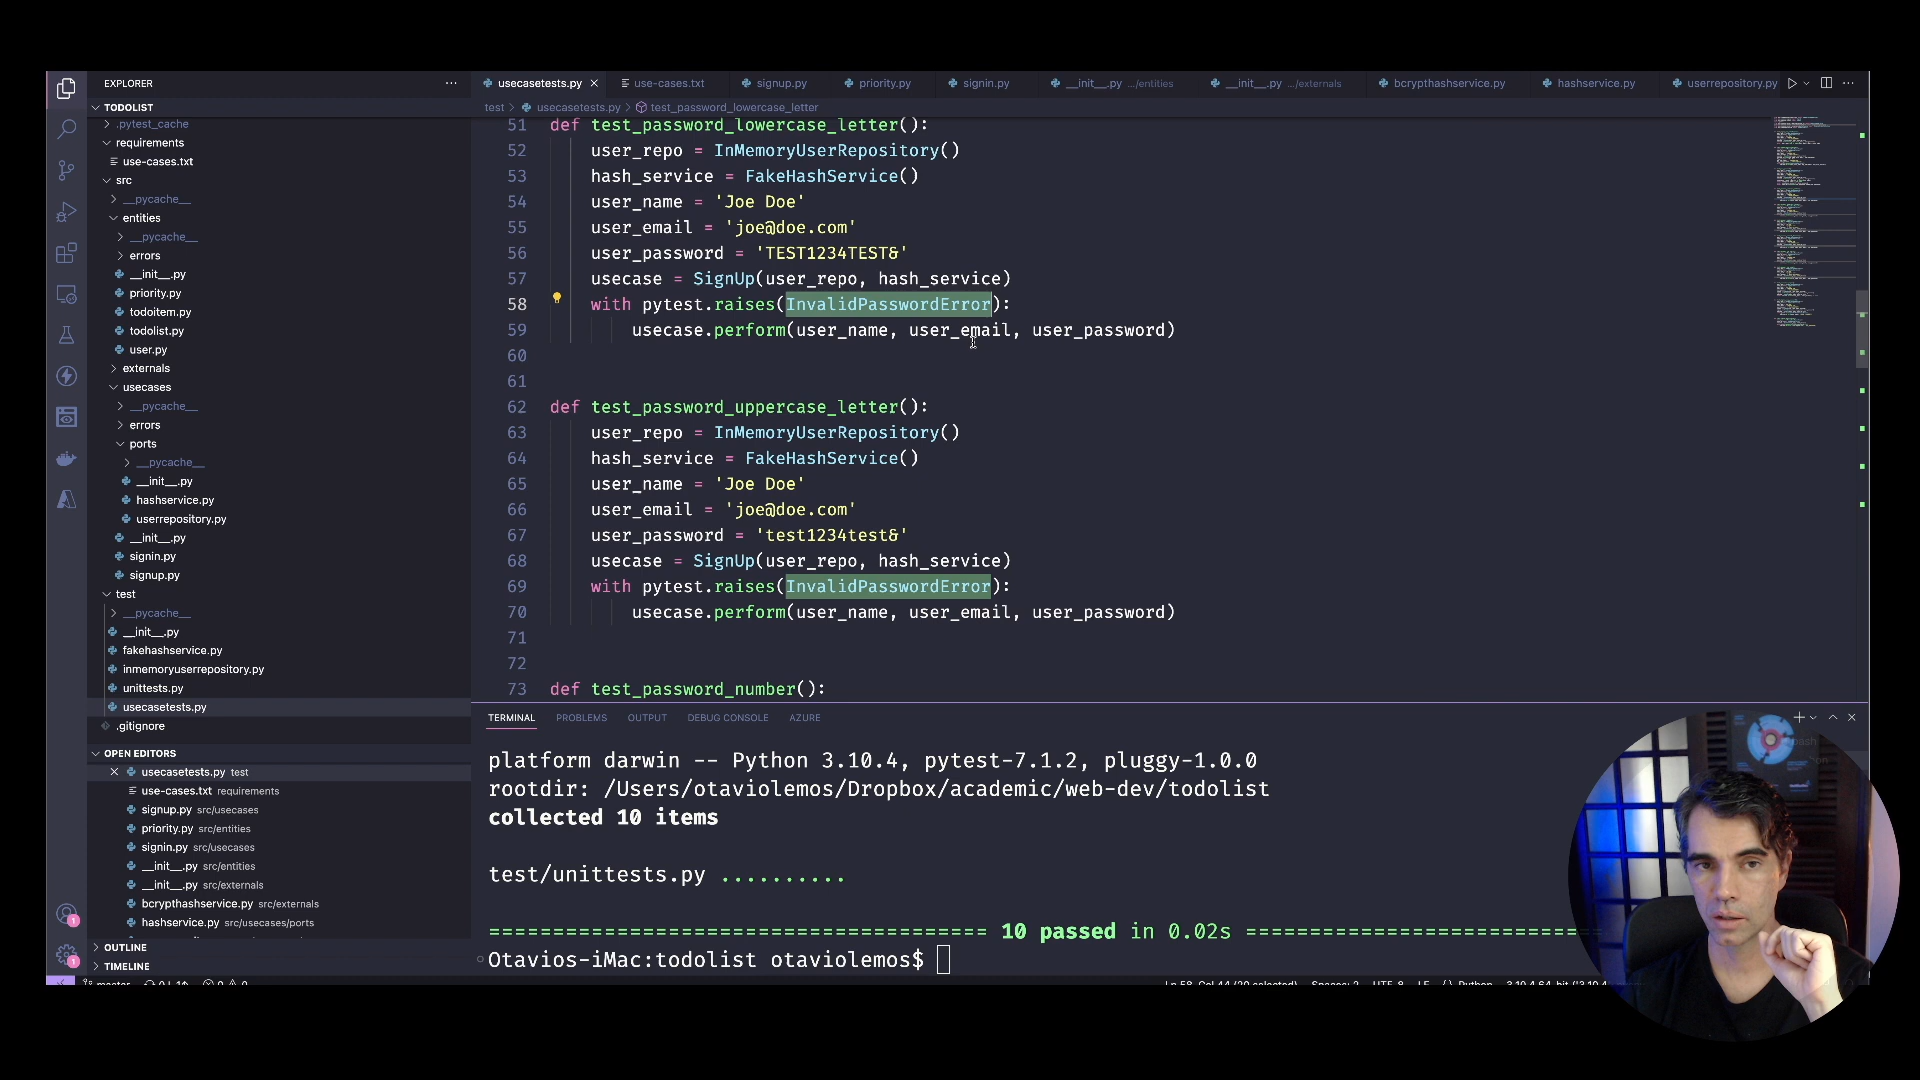 EXPLORER
TODOLIST
.pytest_cache
requirements
use-cases.txt
src
__pycache__
entities
__pycache__
errors
__init__.py
priority.py
todoitem.py
todolist.py
user.py
externals
usecases
__pycache__
errors
ports
__pycache__
__init__.py
hashservice.py
userrepository.py
__init__.py
signin.py
signup.py
test
__pycache__
__init__.py
fakehashservice.py
inmemoryuserrepository.py
unittests.py
usecasetests.py
.gitignore
OPEN EDITORS
usecasetests.py test
use-cases.txt requirements
signup.py src/usecases
priority.py src/entities
signin.py src/usecases
__init__.py src/entities
__init__.py src/externals
bcrypthashservice.py src/externals
hashservice.py src/usecases/ports
OUTLINE
TIMELINE
usecasetests.py use-cases.txt signup.py priority.py signin.py __init__.py .../entities __init__.py .../externals bcrypthashservice.py hashservice.py userrepository.py
test > usecasetests.py > test_password_lowercase_letter
51 def test_password_lowercase_letter():
52 user_repo = InMemoryUserRepository()
53 hash_service = FakeHashService()
54 user_name = 'Joe Doe'
55 user_email = 'joe@doe.com'
56 user_password = 'TEST1234TEST&'
57 usecase = SignUp(user_repo, hash_service)
58 with pytest.raises(InvalidPasswordError):
59 usecase.perform(user_name, user_email, user_password)
60
61
62 def test_password_uppercase_letter():
63 user_repo = InMemoryUserRepository()
64 hash_service = FakeHashService()
65 user_name = 'Joe Doe'
66 user_email = 'joe@doe.com'
67 user_password = 'test1234test&'
68 usecase = SignUp(user_repo, hash_service)
69 with pytest.raises(InvalidPasswordError):
70 usecase.perform(user_name, user_email, user_password)
71
72
73 def test_password_number():
TERMINAL PROBLEMS OUTPUT DEBUG CONSOLE AZURE
platform darwin -- Python 3.10.4, pytest-7.1.2, pluggy-1.0.0
rootdir: /Users/otaviolemos/Dropbox/academic/web-dev/todolist
collected 10 items
test/unittests.py ..........
====================================== 10 passed in 0.02s ============================
Otavios-iMac:todolist otaviolemos$